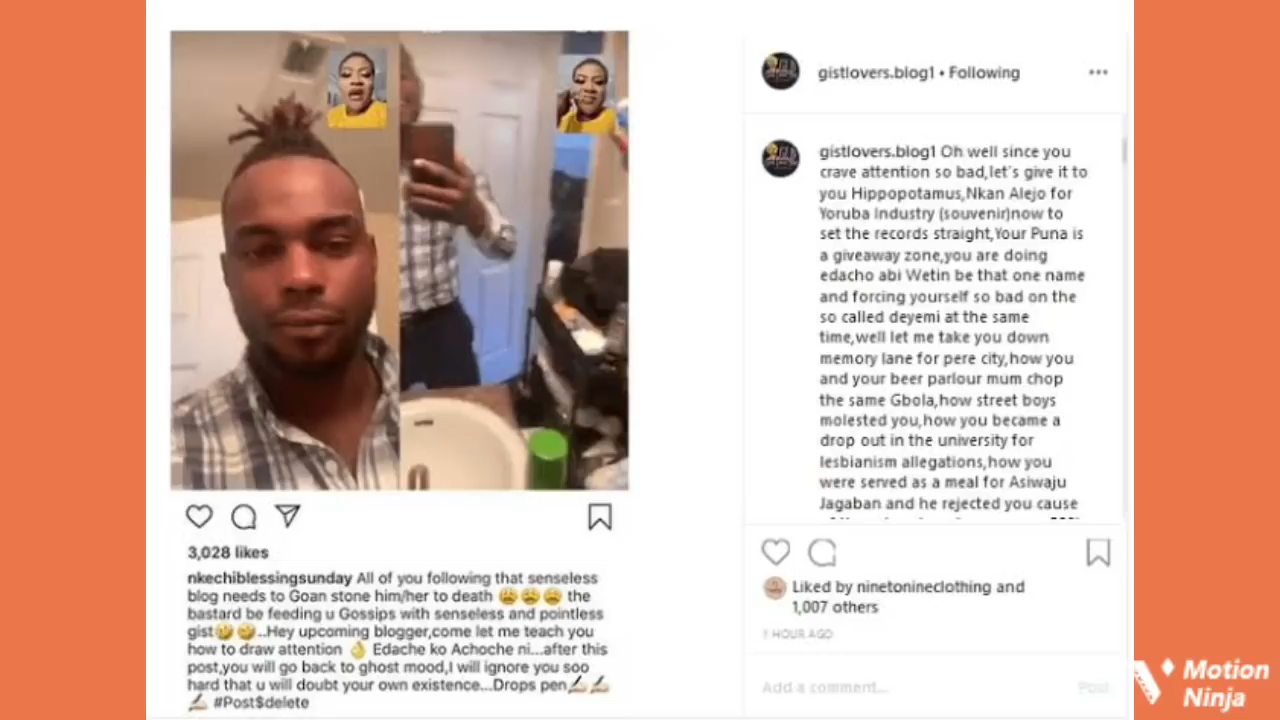 3,028 likes
nkechiblessingsunday All of you following that senseless
blog needs to Goan stone him/her to death 😩😩😩 the
bastard be feeding u Gossips with senseless and pointless
gist🤣🤣..Hey upcoming blogger,come let me teach you
how to draw attention 👌 Edache ko Achoche ni...after this
post,you will go back to ghost mood,I will ignore you soo
hard that u will doubt your own existence...Drops pen✍️✍️
✍️ #Post$delete
gistlovers.blog1 • Following
gistlovers.blog1 Oh well since you
crave attention so bad,let's give it to
you Hippopotamus,Nkan Alejo for
Yoruba Industry (souvenir)now to
set the records straight,Your Puna is
a giveaway zone,you are doing
edacho abi Wetin be that one name
and forcing yourself so bad on the
so called deyemi at the same
time,well let me take you down
memory lane for pere city,how you
and your beer parlour mum chop
the same Gbola,how street boys
molested you,how you became a
drop out in the university for
lesbianism allegations,how you
were served as a meal for Asiwaju
Jagaban and he rejected you cause
Liked by ninetonineclothing and
1,007 others
1 HOUR AGO
Add a comment...
Post
Motion
Ninja